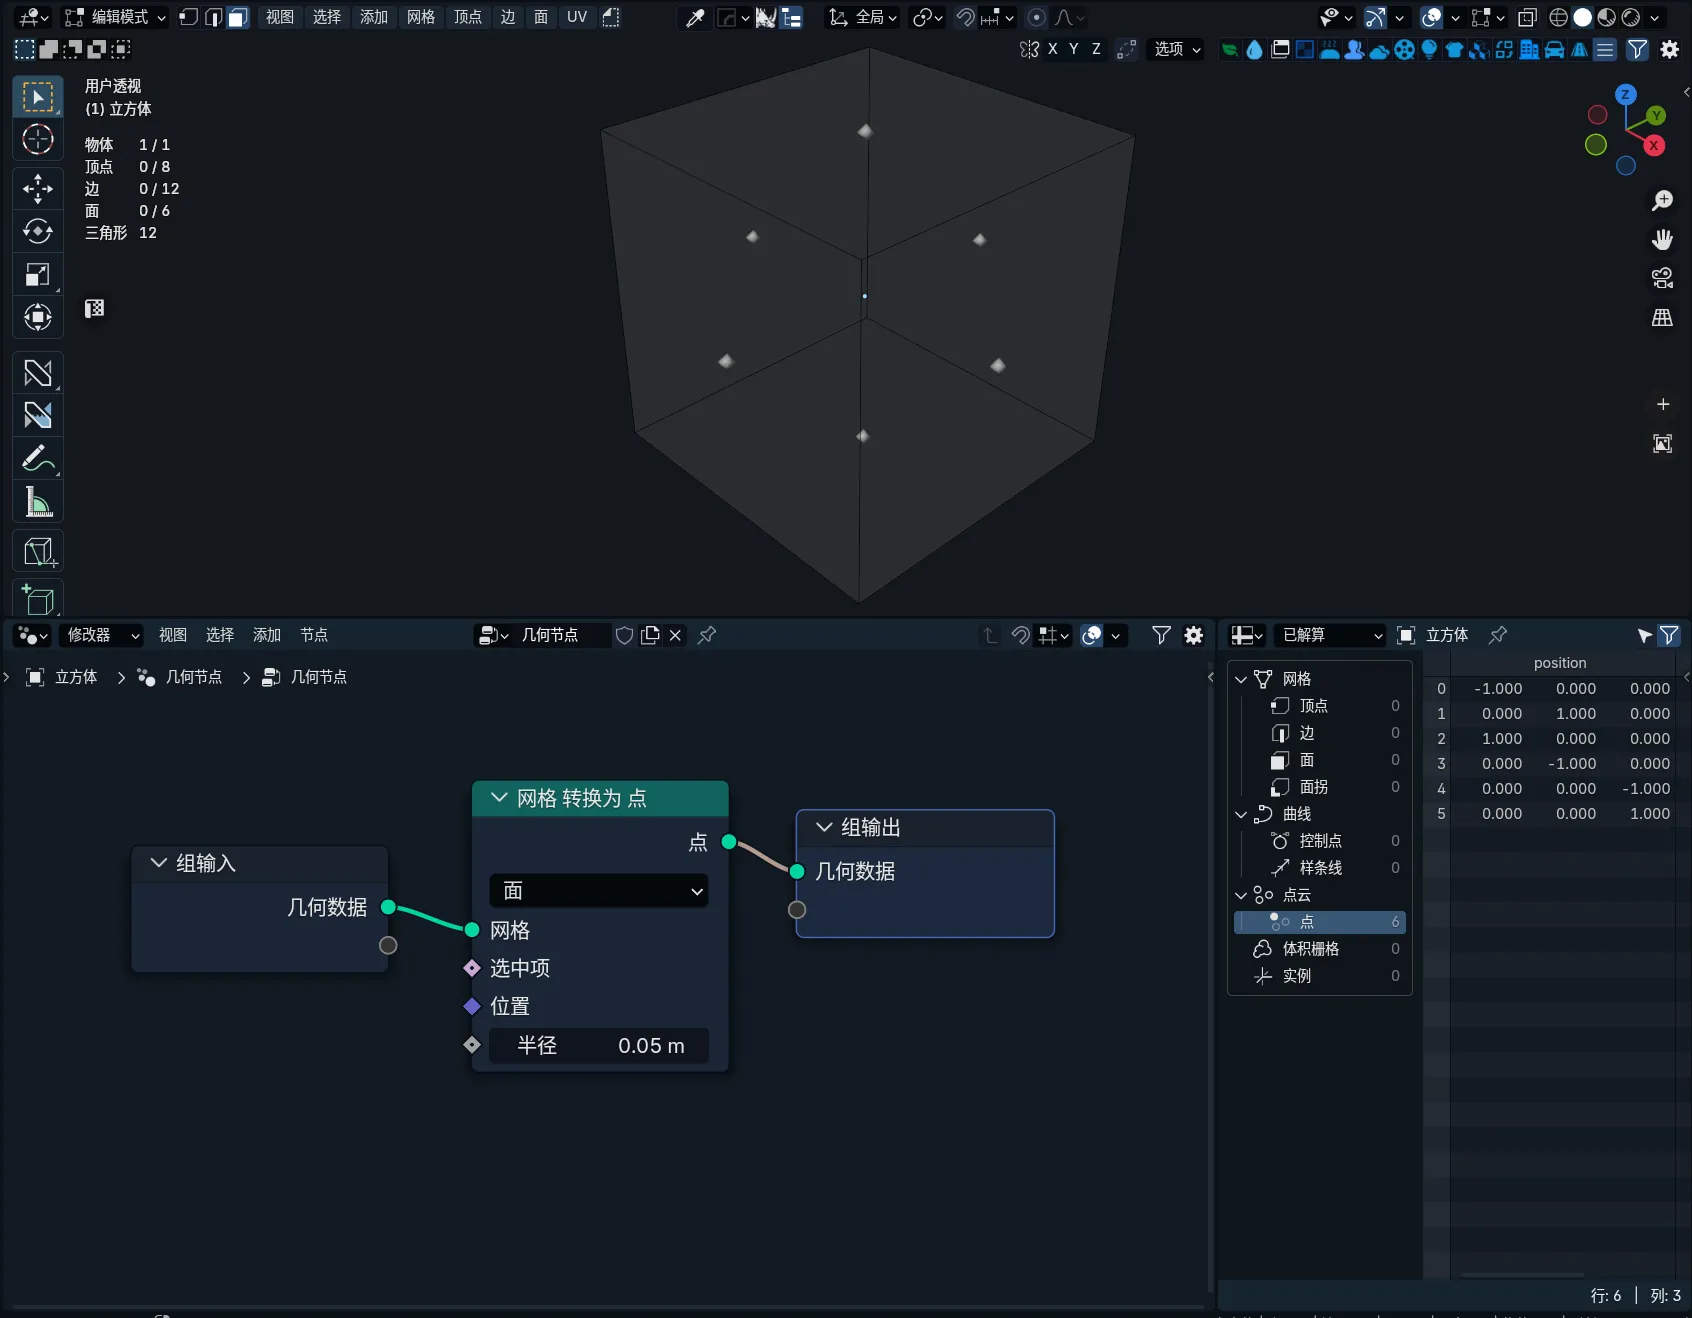 编辑模式 视图 选择 添加 网格 顶点 边 面 UV 全局
X Y Z 选项
用户透视
(1) 立方体
物体 1 / 1
顶点 0 / 8
边 0 / 12
面 0 / 6
三角形 12
Z
Y
X
修改器 视图 选择 添加 节点 几何节点
立方体 几何节点 几何节点
组输入
几何数据
网格 转换为 点
点
面
网格
选中项
位置
半径 0.05 m
组输出
几何数据
已解算 立方体
网格
顶点 0
边 0
面 0
面拐 0
曲线
控制点 0
样条线 0
点云
点 6
体积栅格 0
实例 0
position
0 -1.000 0.000 0.000
1 0.000 1.000 0.000
2 1.000 0.000 0.000
3 0.000 -1.000 0.000
4 0.000 0.000 -1.000
5 0.000 0.000 1.000
行: 6 | 列: 3